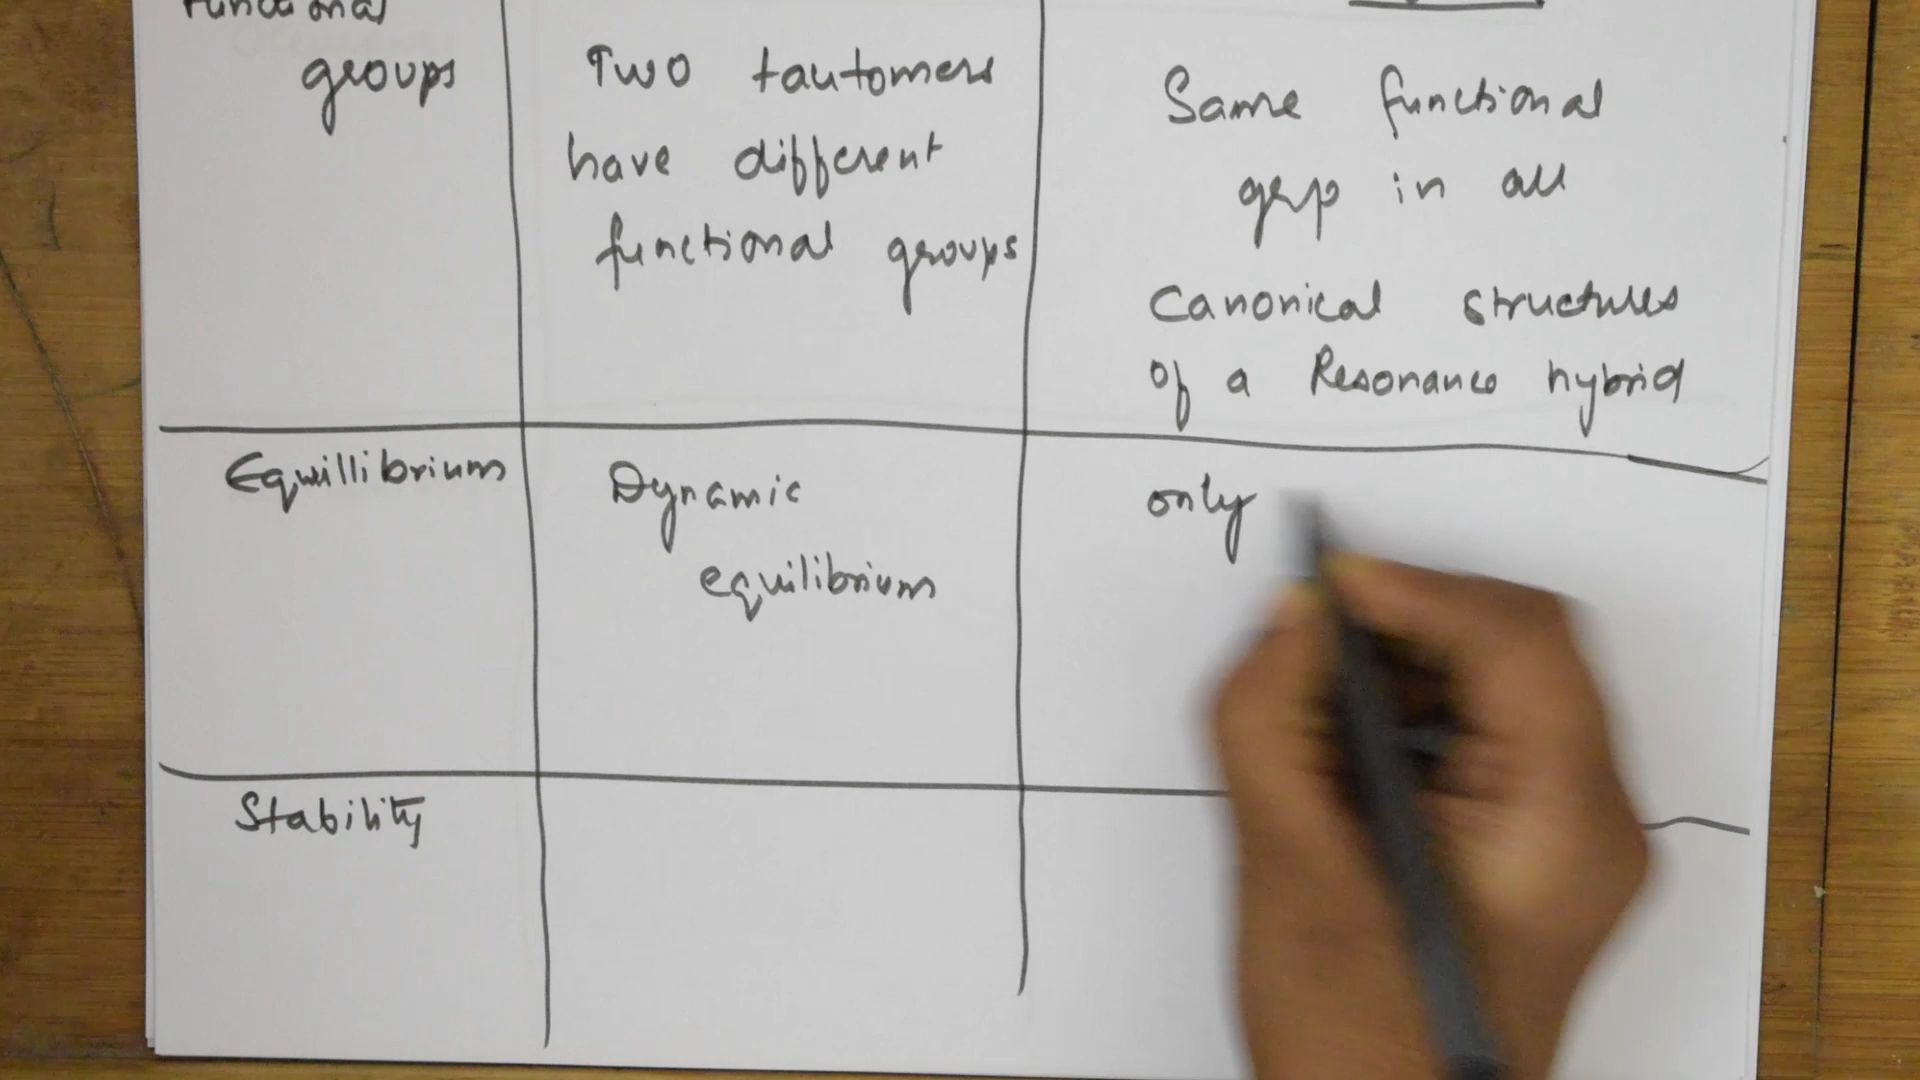 Functional
groups
Two tautomers
have different
functional groups
Same functional
grp in all
Canonical structures
of a Resonance hybrid
Equillibrium
Dynamic
equilibrium
only
Stability